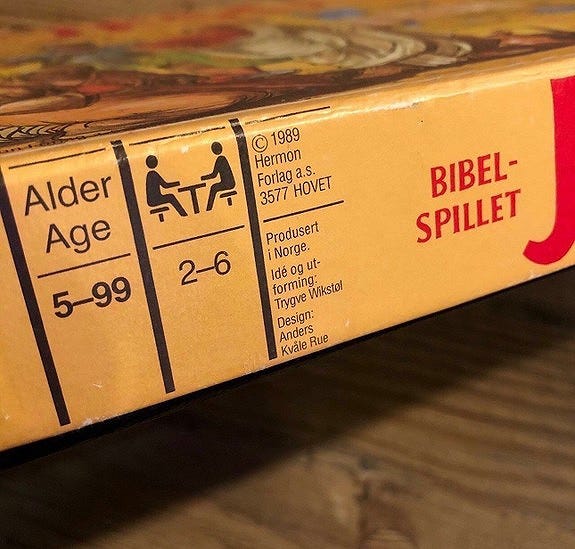 Alder
Age
5–99
2–6
© 1989
Hermon
Forlag a.s.
3577 HOVET
Produsert
i Norge.
Idé og ut-
forming:
Trygve Wikstøl
Design:
Anders
Kvåle Rue
BIBEL-
SPILLET
J